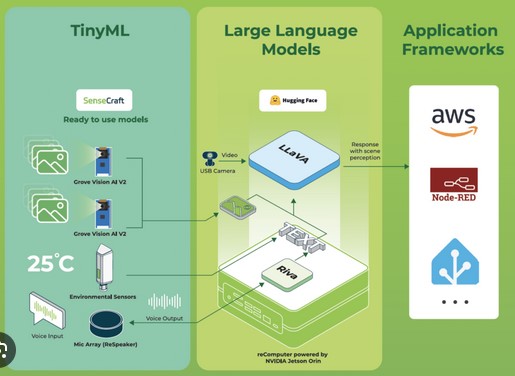 TinyML
SenseCraft
Ready to use models
Grove Vision AI V2
Grove Vision AI V2
25°C
Environmental Sensors
Voice Input
Mic Array (ReSpeaker)
Voice Output
Large Language
Models
Hugging Face
Video
USB Camera
LLaVA
Response
with scene
perception
TEXT
Riva
reComputer powered by
NVIDIA Jetson Orin
Application
Frameworks
aws
Node-RED